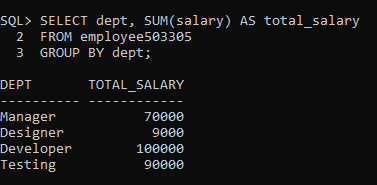 SQL> SELECT dept, SUM(salary) AS total_salary
  2  FROM employee503305
  3  GROUP BY dept;
DEPT       TOTAL_SALARY
---------- ------------
Manager           70000
Designer           9000
Developer        100000
Testing           90000